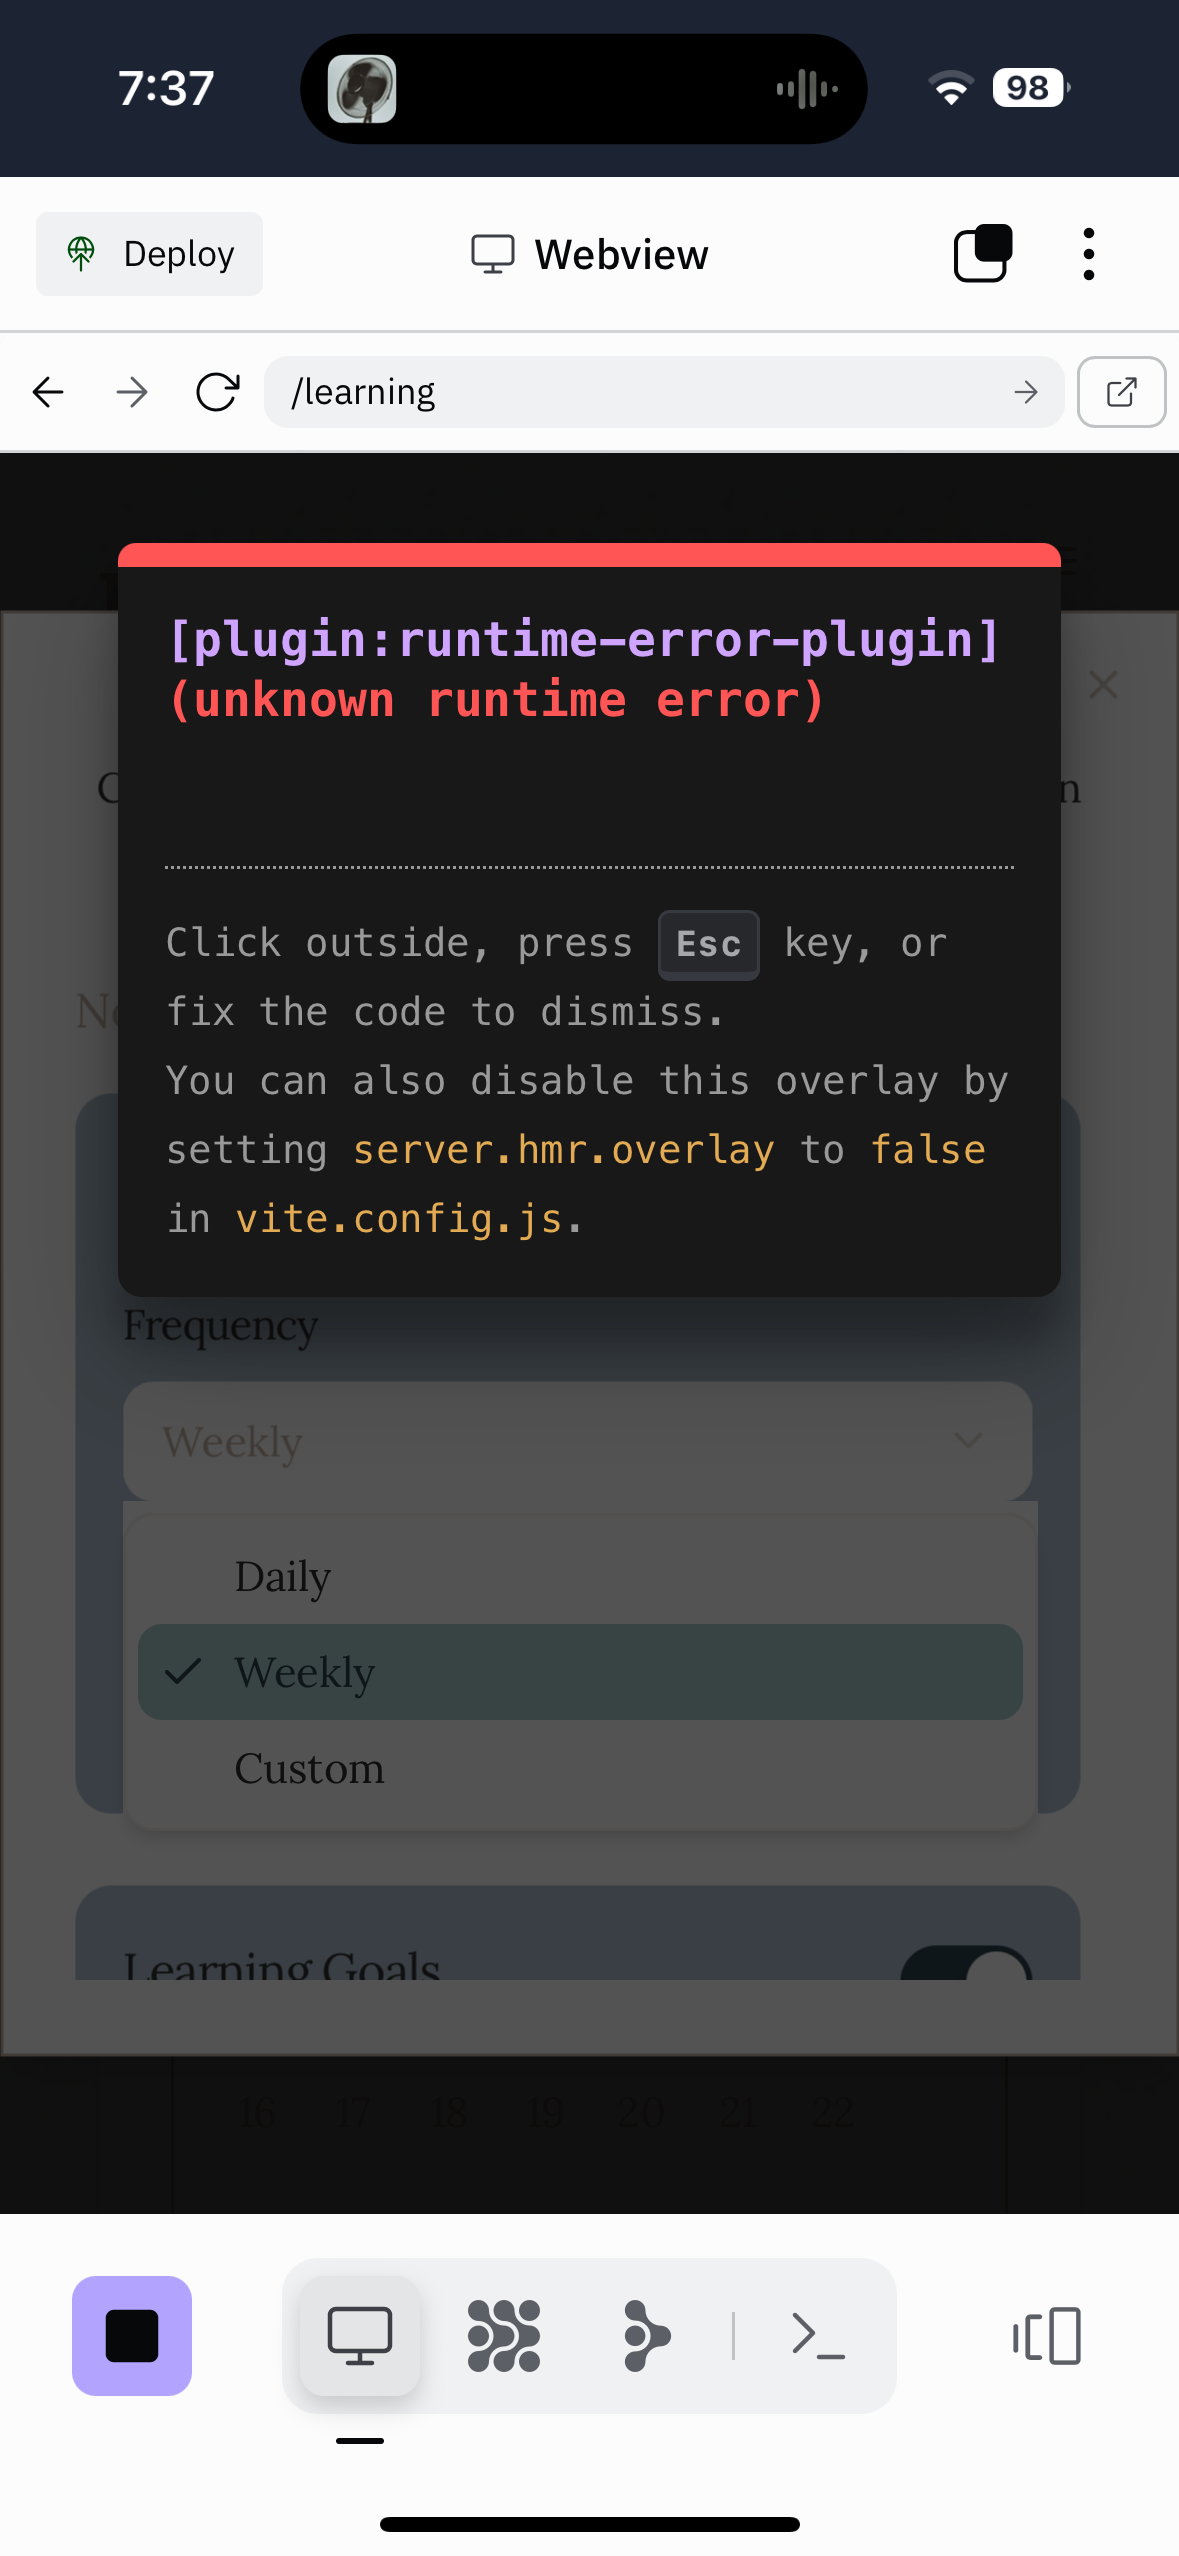 7:37
98
Deploy
Webview
/learning
[plugin:runtime-error-plugin]
(unknown runtime error)
Click outside, press Esc key, or
fix the code to dismiss.
You can also disable this overlay by
setting server.hmr.overlay to false
in vite.config.js.
Frequency
Weekly
Daily
Weekly
Custom
Learning Goals
16 17 18 19 20 21 22